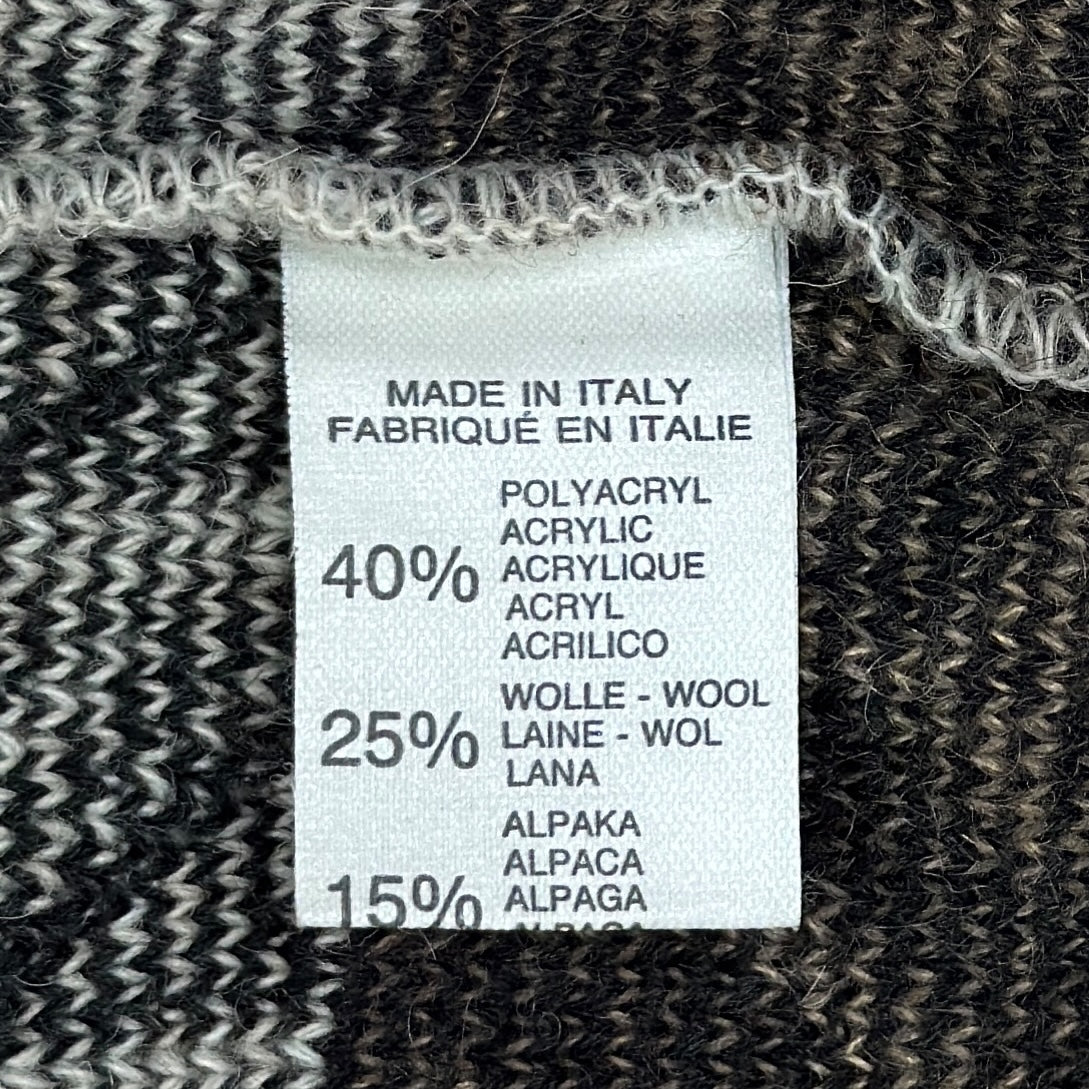 MADE IN ITALY
FABRIQUÉ EN ITALIE
40%
POLYACRYL
ACRYLIC
ACRYLIQUE
ACRYL
ACRILICO
25%
WOLLE - WOOL
LAINE - WOL
LANA
15%
ALPAKA
ALPACA
ALPAGA